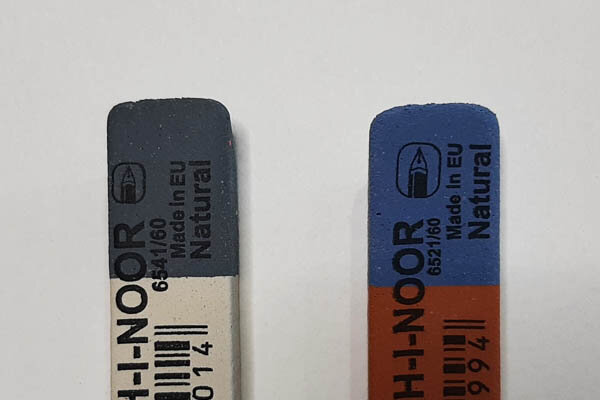 H-I-NOOR
6541/60
Made in EU
Natural
014
H-I-NOOR
6521/60
Made in EU
Natural
994